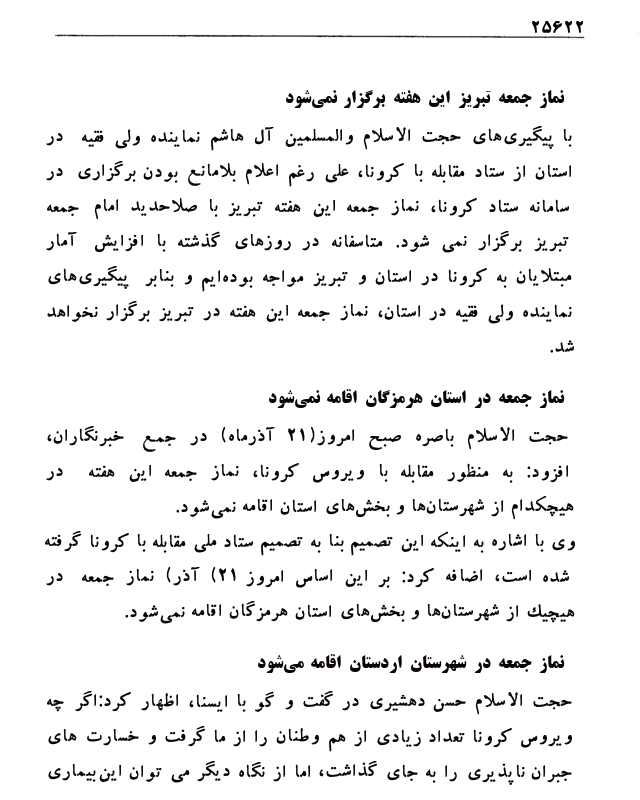 ۲۵۶۲۲
نماز جمعه تبریز این هفته برگزار نمی‌شود
با پیگیری‌های حجت الاسلام والمسلمین آل هاشم نماینده ولی فقیه در
استان از ستاد مقابله با کرونا، علی رغم اعلام بلامانع بودن برگزاری در
سامانه ستاد کرونا، نماز جمعه این هفته تبریز با صلاحدید امام جمعه
تبریز برگزار نمی شود. متاسفانه در روزهای گذشته با افزایش آمار
مبتلایان به کرونا در استان و تبریز مواجه بوده‌ایم و بنابر پیگیری‌های
نماینده ولی فقیه در استان، نماز جمعه این هفته در تبریز برگزار نخواهد
شد.
نماز جمعه در استان هرمزگان اقامه نمی‌شود
حجت الاسلام باصره صبح امروز(۲۱ آذرماه) در جمع خبرنگاران،
افزود: به منظور مقابله با ویروس کرونا، نماز جمعه این هفته در
هیچکدام از شهرستان‌ها و بخش‌های استان اقامه نمی‌شود.
وی با اشاره به اینکه این تصمیم بنا به تصمیم ستاد ملی مقابله با کرونا گرفته
شده است، اضافه کرد: بر این اساس امروز ۲۱) آذر) نماز جمعه در
هیچیك از شهرستان‌ها و بخش‌های استان هرمزگان اقامه نمی‌شود.
نماز جمعه در شهرستان اردستان اقامه می‌شود
حجت الاسلام حسن دهشیری در گفت و گو با ایسنا، اظهار کرد:اگر چه
ویروس کرونا تعداد زیادی از هم وطنان را از ما گرفت و خسارت های
جبران ناپذیری را به جای گذاشت، اما از نگاه دیگر می توان این‌بیماری